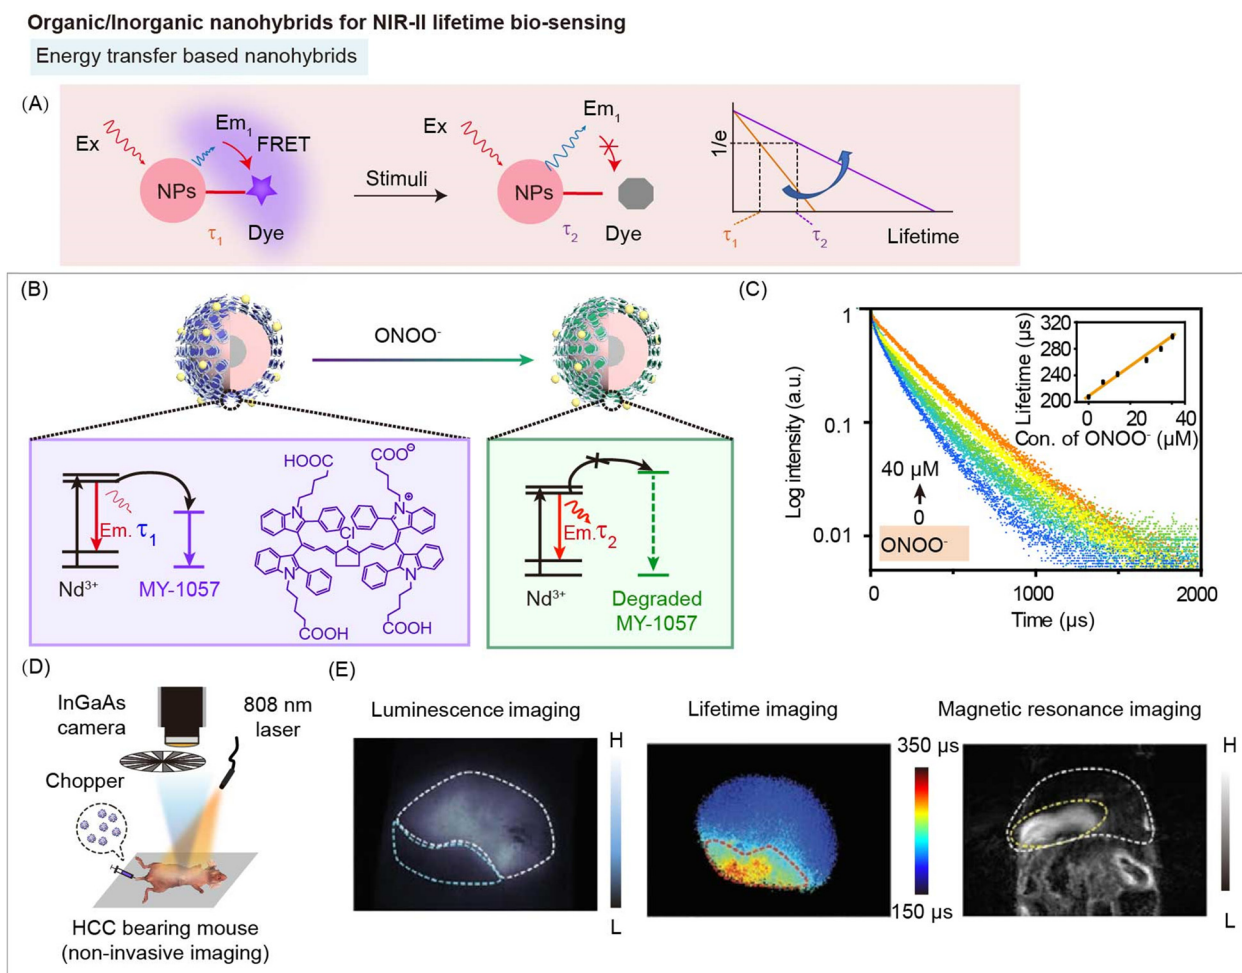 Organic/Inorganic nanohybrids for NIR-II lifetime bio-sensing
Energy transfer based nanohybrids
(A)
Ex
Em₁
FRET
NPs
τ₁
Dye
Stimuli
Ex
Em₁
NPs
τ₂
Dye
1/e
τ₁
τ₂
Lifetime
(B)
ONOO⁻
Em. τ₁
Nd³⁺
MY-1057
HOOC
COO⁻
N
N
⊕
Cl
N
N
COOH
COOH
Em. τ₂
Nd³⁺
Degraded
MY-1057
(C)
1
0.1
0.01
Log intensity (a.u.)
320
280
240
200
Lifetime (µs)
0
20
40
Con. of ONOO⁻ (µM)
40 µM
0
ONOO⁻
0
1000
2000
Time (µs)
(D)
InGaAs
camera
808 nm
laser
Chopper
HCC bearing mouse
(non-invasive imaging)
(E)
Luminescence imaging
H
L
Lifetime imaging
350 µs
150 µs
Magnetic resonance imaging
H
L